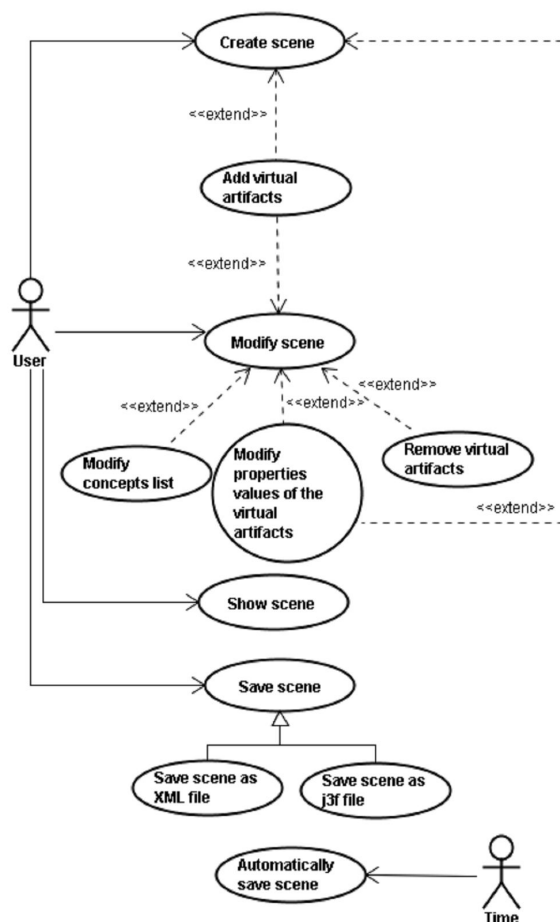 Create scene
<<extend>>
Add virtual
artifacts
<<extend>>
User
Modify scene
<<extend>>
<<extend>>
<<extend>>
Modify
concepts list
Modify
properties
values of the
virtual
artifacts
Remove virtual
artifacts
<<extend>>
Show scene
Save scene
Save scene as
XML file
Save scene as
j3f file
Automatically
save scene
Time